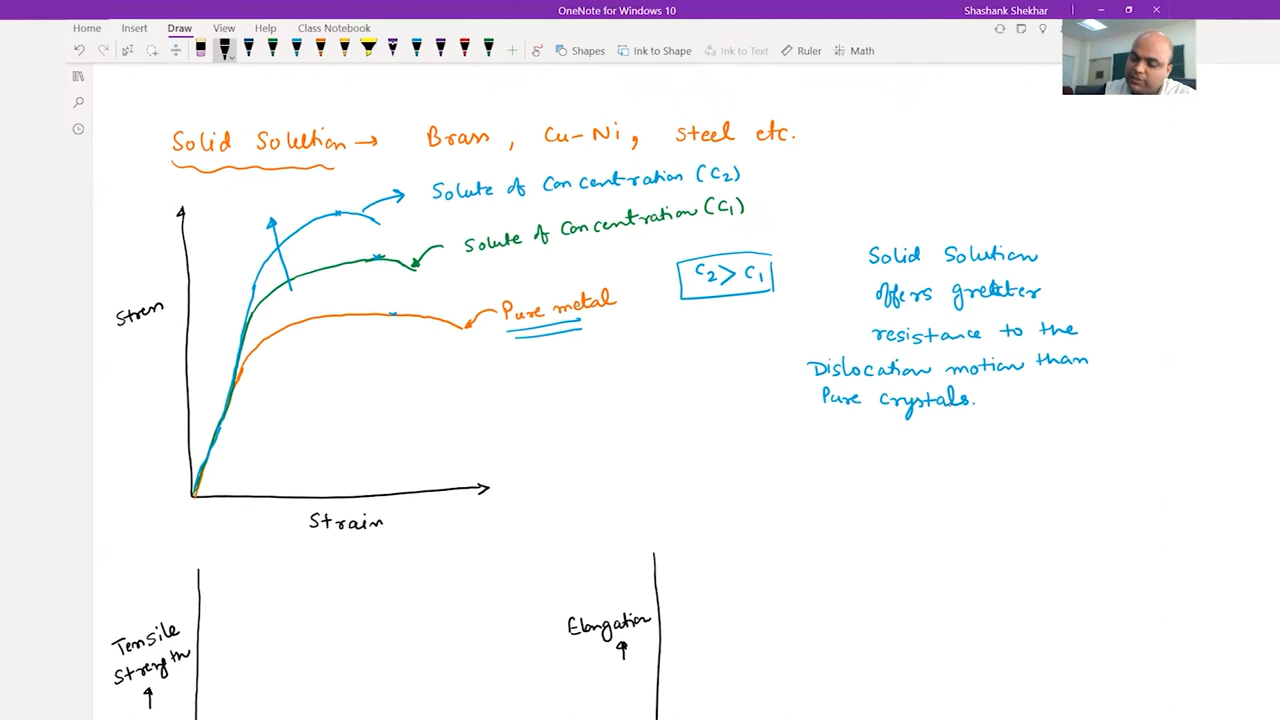 OneNote for Windows 10
Shashank Shekhar
Home Insert Draw View Help Class Notebook
Shapes Ink to Shape Ink to Text Ruler Math
Solid Solution → Brass, Cu-Ni, Steel etc.
Solute of Concentration (C2)
Solute of Concentration (C1)
C2 > C1
Pure metal
Stress
Strain
Solid Solution
offers greater
resistance to the
Dislocation motion than
Pure crystals.
Tensile
Strength
Elongation